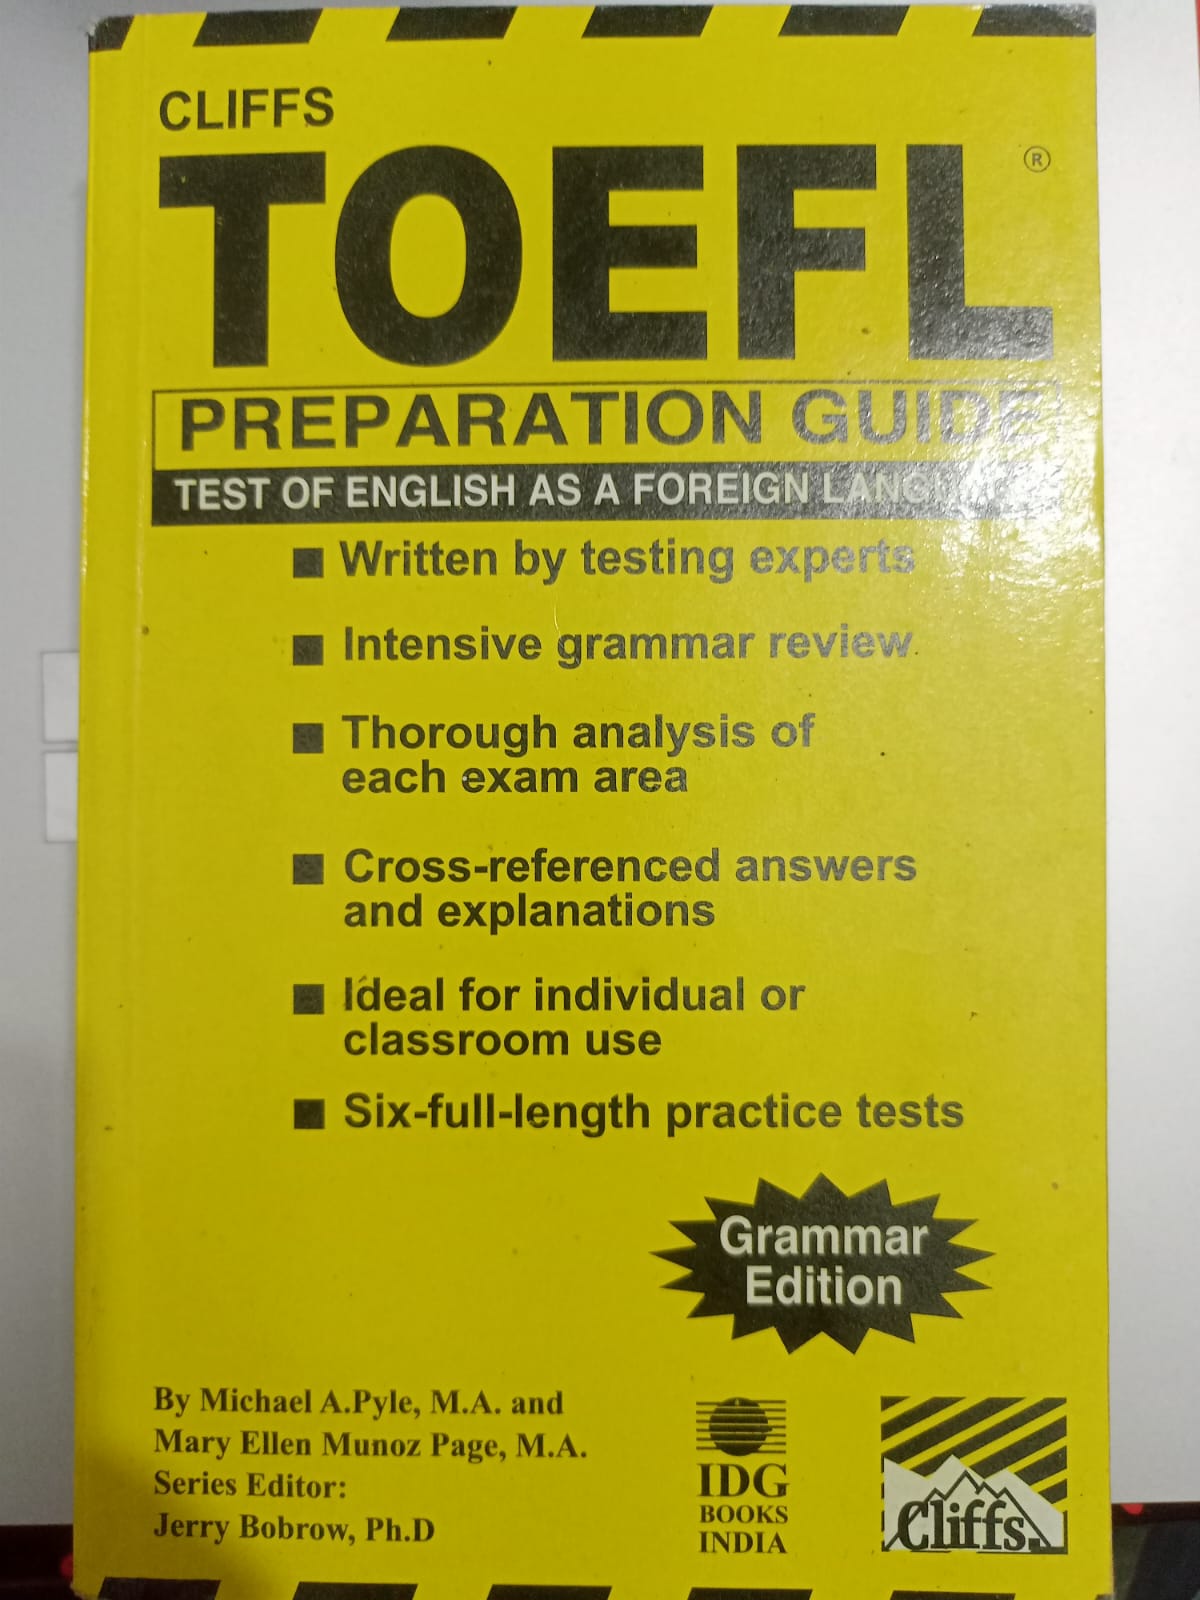 CLIFFS
TOEFL®
PREPARATION GUIDE
TEST OF ENGLISH AS A FOREIGN LANGUAGE
■ Written by testing experts
■ Intensive grammar review
■ Thorough analysis of
each exam area
■ Cross-referenced answers
and explanations
■ Ideal for individual or
classroom use
■ Six-full-length practice tests
Grammar
Edition
By Michael A.Pyle, M.A. and
Mary Ellen Munoz Page, M.A.
Series Editor:
Jerry Bobrow, Ph.D
IDG
BOOKS
INDIA
Cliffs